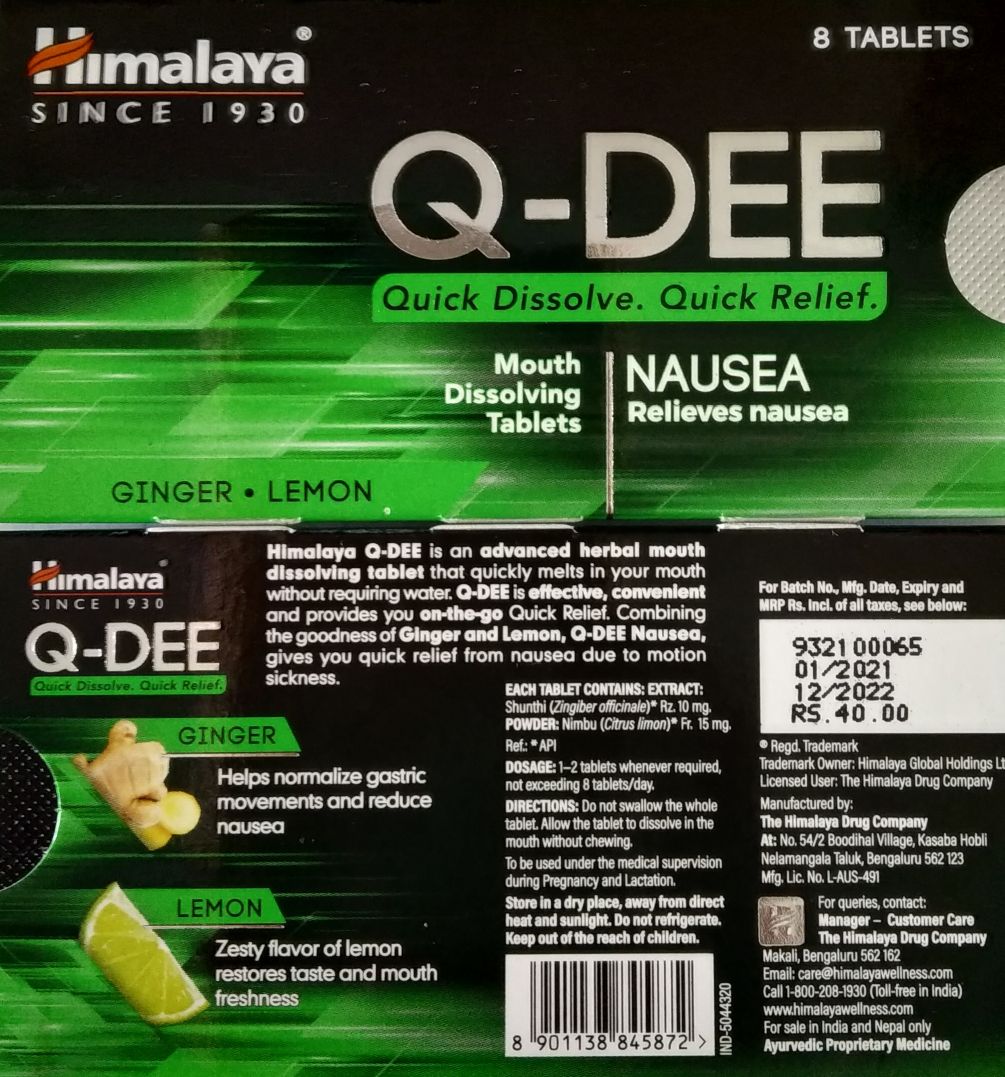 Himalaya®
SINCE 1930
8 TABLETS
Q-DEE
Quick Dissolve. Quick Relief.
Mouth
Dissolving
Tablets
NAUSEA
Relieves nausea
GINGER • LEMON
Himalaya
SINCE 1930
Q-DEE
Quick Dissolve. Quick Relief.
Himalaya Q-DEE is an advanced herbal mouth
dissolving tablet that quickly melts in your mouth
without requiring water. Q-DEE is effective, convenient
and provides you on-the-go Quick Relief. Combining
the goodness of Ginger and Lemon, Q-DEE Nausea,
gives you quick relief from nausea due to motion
sickness.
GINGER
Helps normalize gastric
movements and reduce
nausea
LEMON
Zesty flavor of lemon
restores taste and mouth
freshness
EACH TABLET CONTAINS: EXTRACT:
Shunthi (Zingiber officinale)* Rz. 10 mg.
POWDER: Nimbu (Citrus limon)* Fr. 15 mg.
Ref.: *API
DOSAGE: 1–2 tablets whenever required,
not exceeding 8 tablets/day.
DIRECTIONS: Do not swallow the whole
tablet. Allow the tablet to dissolve in the
mouth without chewing.
To be used under the medical supervision
during Pregnancy and Lactation.
Store in a dry place, away from direct
heat and sunlight. Do not refrigerate.
Keep out of the reach of children.
8 901138 845872 >
IND-5044320
For Batch No., Mfg. Date, Expiry and
MRP Rs. Incl. of all taxes, see below:
932100065
01/2021
12/2022
RS.40.00
® Regd. Trademark
Trademark Owner: Himalaya Global Holdings Lt
Licensed User: The Himalaya Drug Company
Manufactured by:
The Himalaya Drug Company
At: No. 54/2 Boodihal Village, Kasaba Hobli
Nelamangala Taluk, Bengaluru 562 123
Mfg. Lic. No. L-AUS-491
For queries, contact:
Manager – Customer Care
The Himalaya Drug Company
Makali, Bengaluru 562 162
Email: care@himalayawellness.com
Call 1-800-208-1930 (Toll-free in India)
www.himalayawellness.com
For sale in India and Nepal only
Ayurvedic Proprietary Medicine